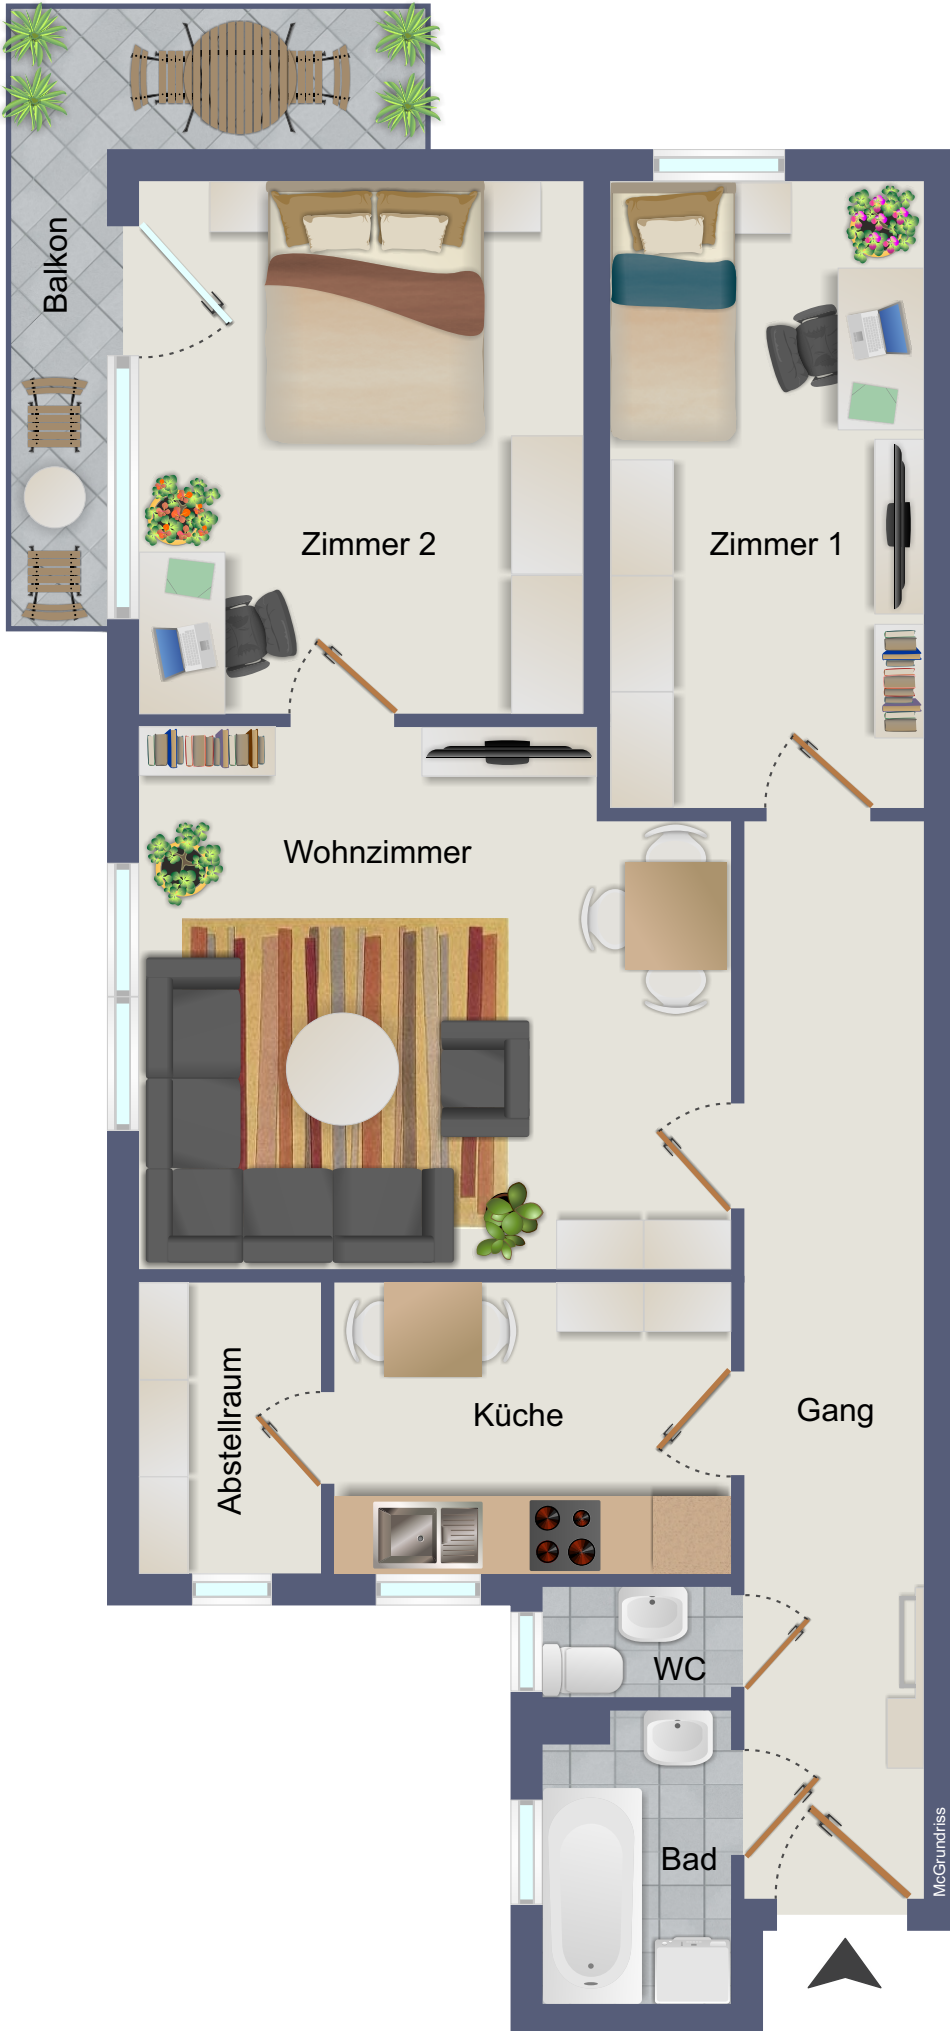 Balkon
Zimmer 2
Zimmer 1
Wohnzimmer
Abstellraum
Küche
Gang
WC
Bad
McGrundriss